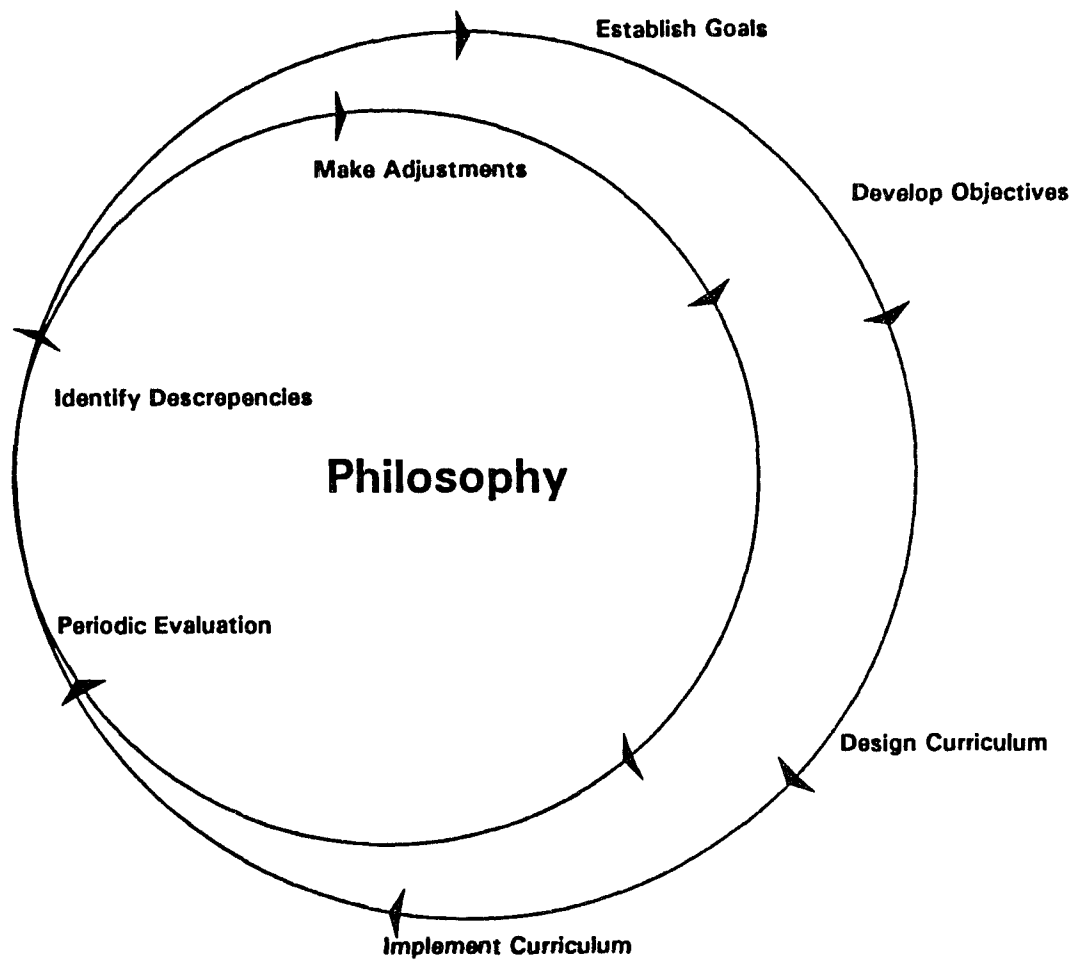 Establish Goals
Make Adjustments
Develop Objectives
Identify Descrepencies
Philosophy
Periodic Evaluation
Design Curriculum
Implement Curriculum